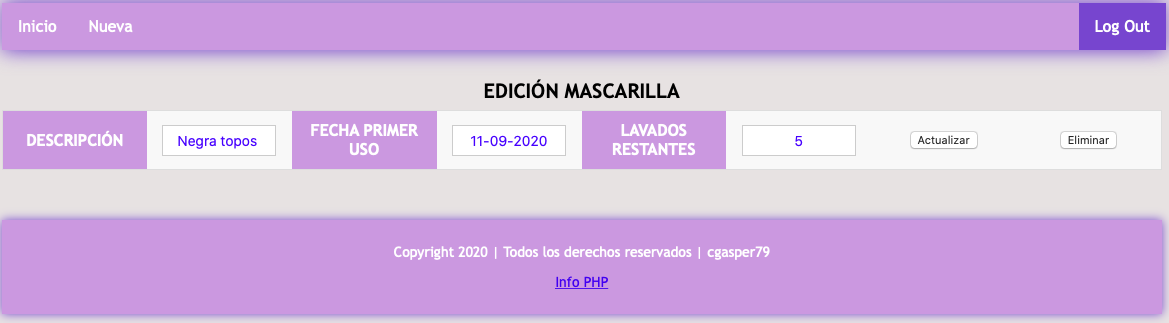 Inicio Nueva Log Out
EDICIÓN MASCARILLA
DESCRIPCIÓN Negra topos FECHA PRIMER USO 11-09-2020 LAVADOS RESTANTES 5 Actualizar Eliminar
Copyright 2020 | Todos los derechos reservados | cgasper79
Info PHP